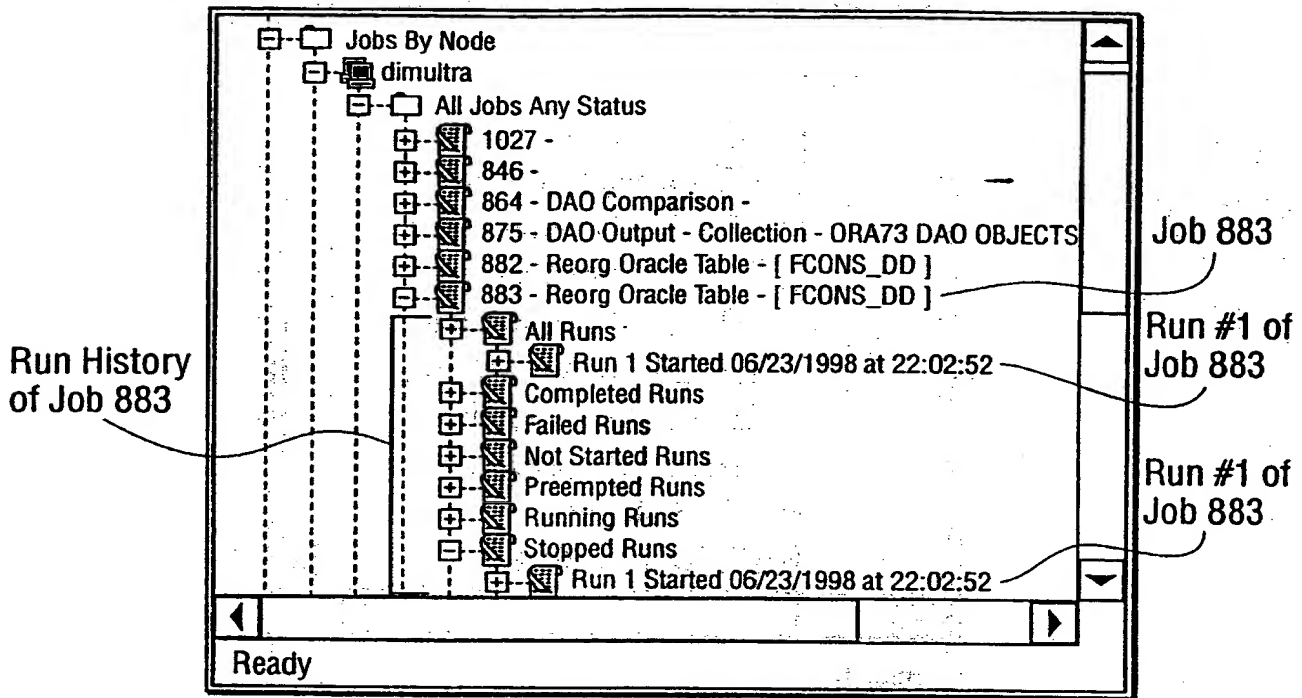 Jobs By Node
dimultra
All Jobs Any Status
1027 -
846 -
864 - DAO Comparison -
875 - DAO Output - Collection - ORA73 DAO OBJECTS
882 - Reorg Oracle Table - [ FCONS_DD ]
883 - Reorg Oracle Table - [ FCONS_DD ]
All Runs
Run 1 Started 06/23/1998 at 22:02:52
Completed Runs
Failed Runs
Not Started Runs
Preempted Runs
Running Runs
Stopped Runs
Run 1 Started 06/23/1998 at 22:02:52
Ready
Run History
of Job 883
Job 883
Run #1 of
Job 883
Run #1 of
Job 883